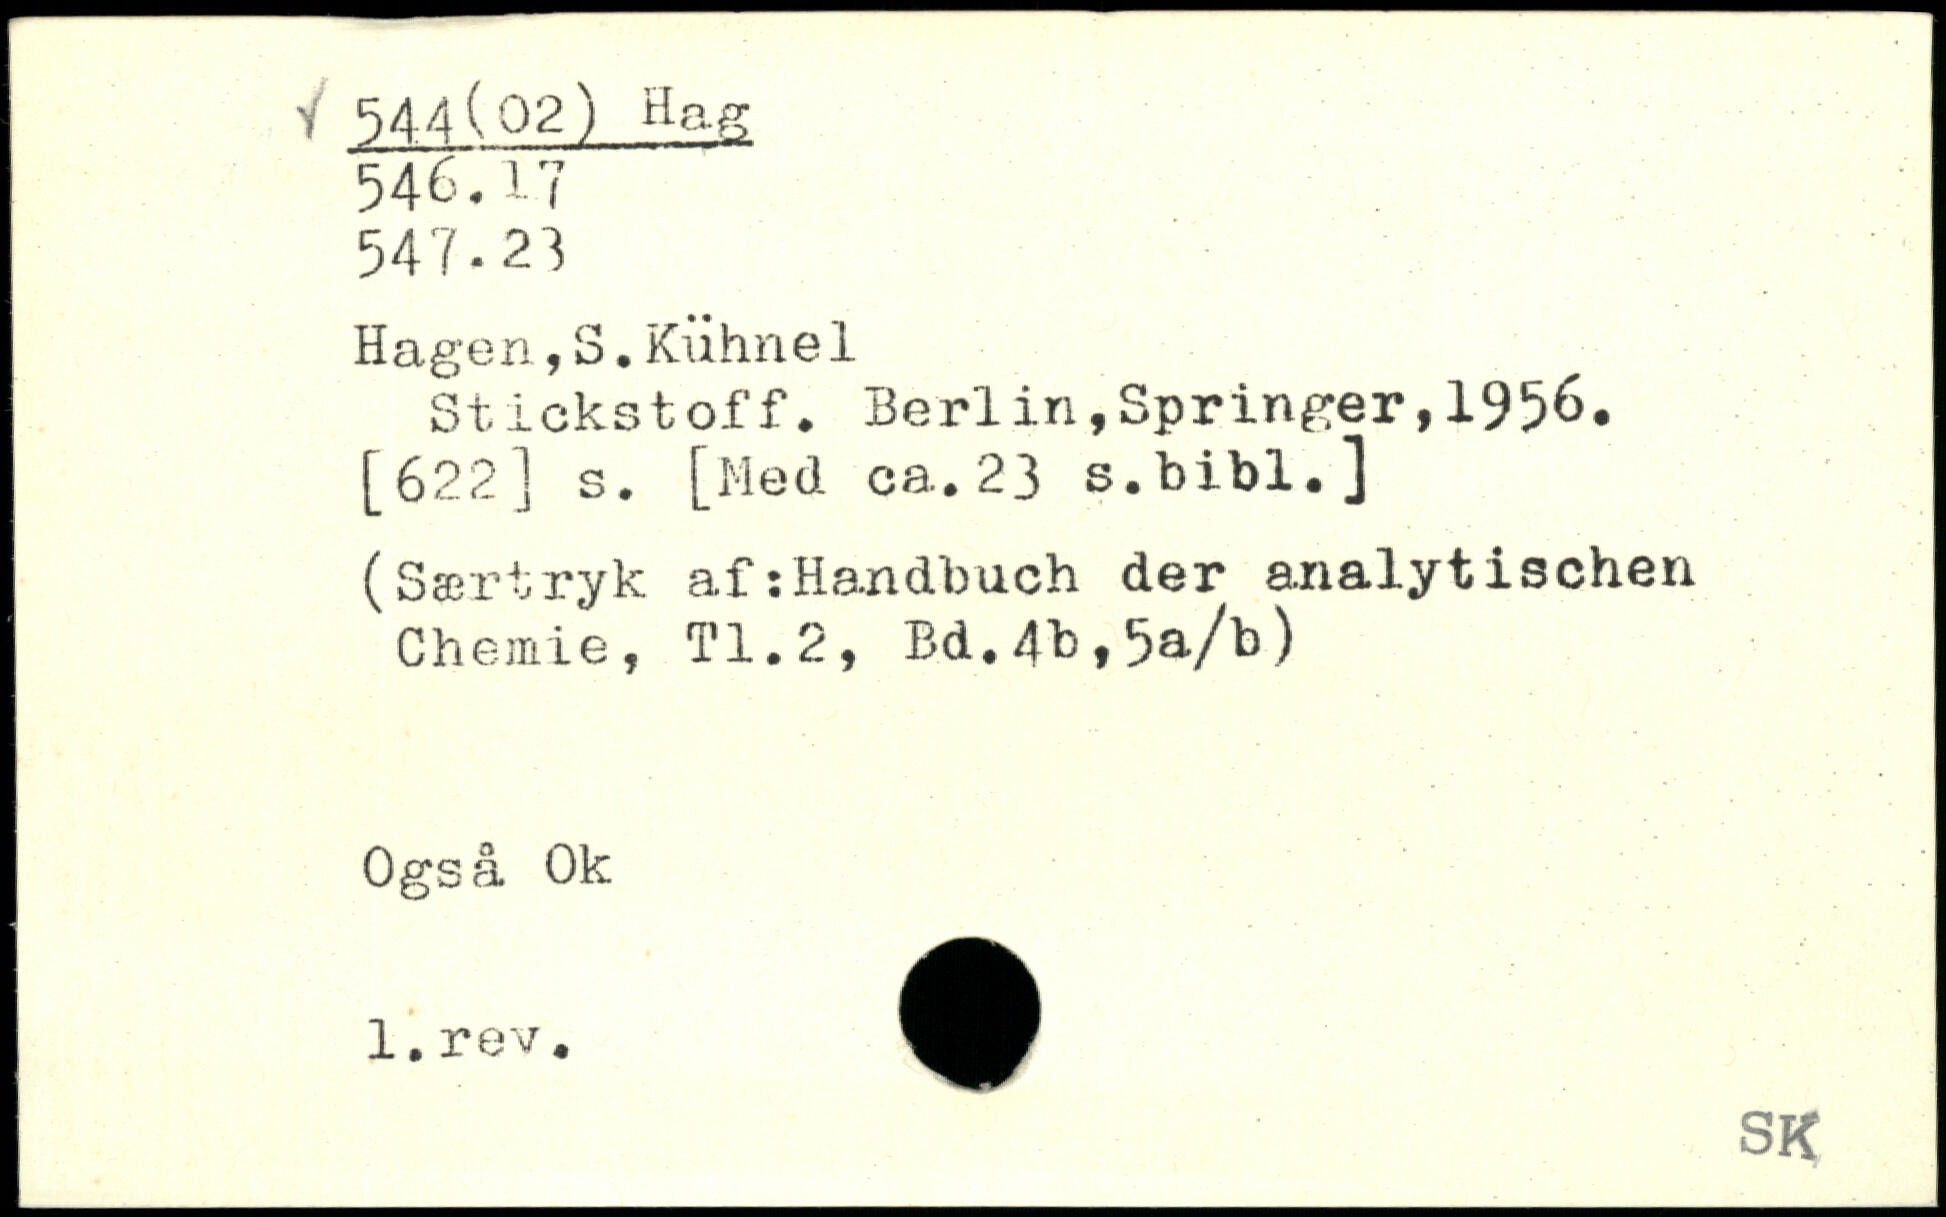 544(02) Hag
546.17
547.23
Hagen,S.Kühnel
Stickstoff. Berlin,Springer,1956.
[622] s. [Med ca.23 s.bibl.]
(Særtryk af:Handbuch der analytischen
Chemie, Tl.2, Bd.4b,5a/b)
Også Ok
1.rev.
SK